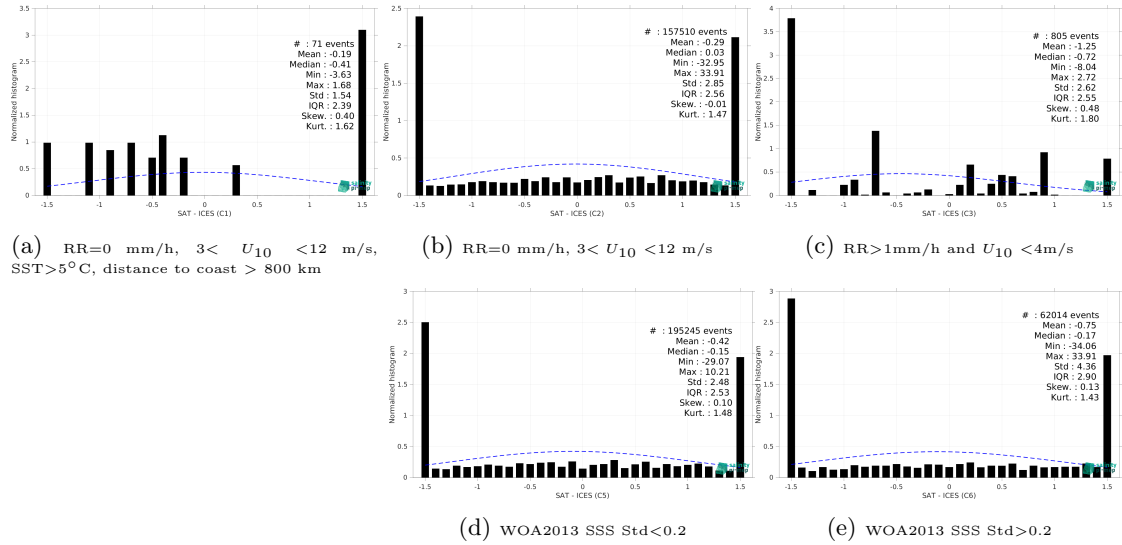 3.5
3
2.5
2
1.5
1
0.5
0
Normalized histogram
# : 71 events
Mean : -0.19
Median : -0.41
Min : -3.63
Max : 1.68
Std : 1.54
IQR : 2.39
Skew. : 0.40
Kurt. : 1.62
-1.5 -1 -0.5 0 0.5 1 1.5
SAT - ICES (C1)
(a) RR=0 mm/h, 3< U10 <12 m/s,
SST>5°C, distance to coast > 800 km
2.5
2
1.5
1
0.5
0
Normalized histogram
# : 157510 events
Mean : -0.29
Median : 0.03
Min : -32.95
Max : 33.91
Std : 2.85
IQR : 2.56
Skew. : -0.01
Kurt. : 1.47
-1.5 -1 -0.5 0 0.5 1 1.5
SAT - ICES (C2)
(b) RR=0 mm/h, 3< U10 <12 m/s
4
3.5
3
2.5
2
1.5
1
0.5
0
Normalized histogram
# : 805 events
Mean : -1.25
Median : -0.72
Min : -8.04
Max : 2.72
Std : 2.62
IQR : 2.55
Skew. : 0.48
Kurt. : 1.80
-1.5 -1 -0.5 0 0.5 1 1.5
SAT - ICES (C3)
(c) RR>1mm/h and U10 <4m/s
3
2.5
2
1.5
1
0.5
0
Normalized histogram
# : 195245 events
Mean : -0.42
Median : -0.15
Min : -29.07
Max : 10.21
Std : 2.48
IQR : 2.53
Skew. : 0.10
Kurt. : 1.48
-1.5 -1 -0.5 0 0.5 1 1.5
SAT - ICES (C5)
(d) WOA2013 SSS Std<0.2
3
2.5
2
1.5
1
0.5
0
Normalized histogram
# : 62014 events
Mean : -0.75
Median : -0.17
Min : -34.06
Max : 33.91
Std : 4.36
IQR : 2.90
Skew. : 0.13
Kurt. : 1.43
-1.5 -1 -0.5 0 0.5 1 1.5
SAT - ICES (C6)
(e) WOA2013 SSS Std>0.2